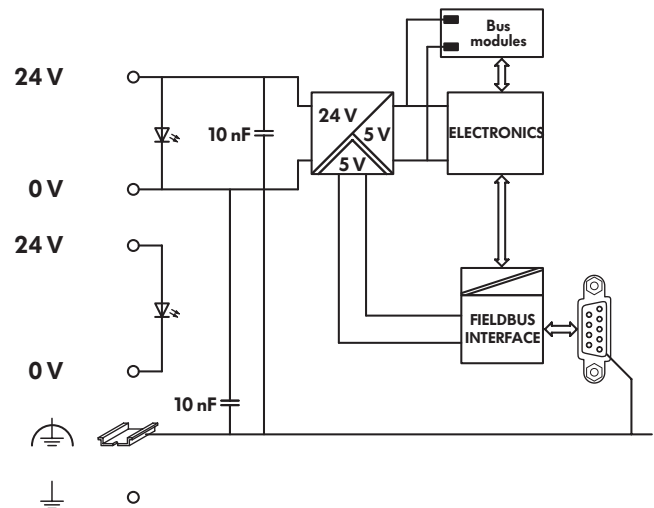 Bus
modules
24 V
10 nF
24 V
5 V
5 V
ELECTRONICS
0 V
24 V
FIELDBUS
INTERFACE
0 V
10 nF